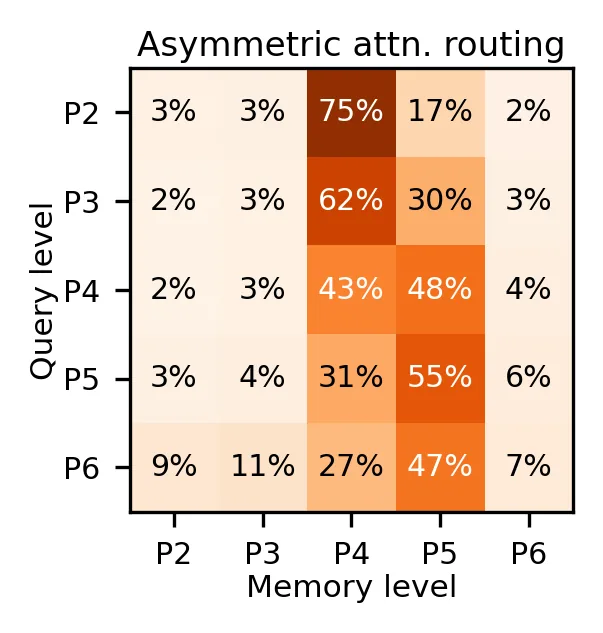 Asymmetric attn. routing
Query level
P2 3% 3% 75% 17% 2%
P3 2% 3% 62% 30% 3%
P4 2% 3% 43% 48% 4%
P5 3% 4% 31% 55% 6%
P6 9% 11% 27% 47% 7%
P2 P3 P4 P5 P6
Memory level